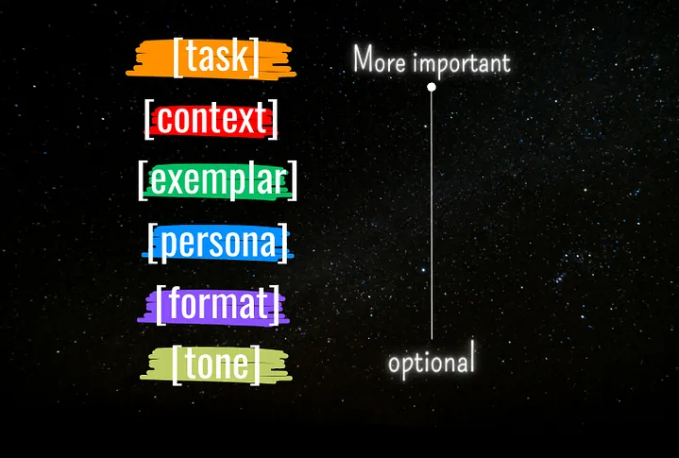 [task]
More important
[context]
[exemplar]
[persona]
[format]
[tone]
optional